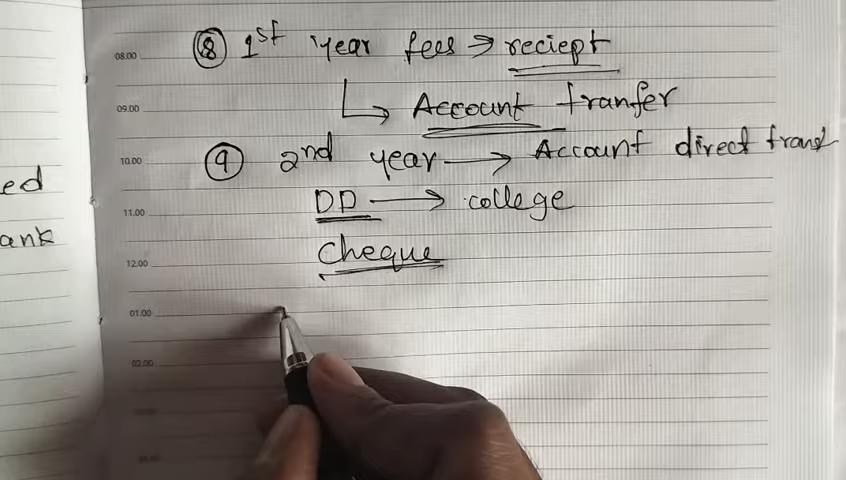 ed
ank
08.00 ⑧ 1st year fees → reciept
09.00 ↳ Account tranfer
10.00 ⑨ 2nd year → Account direct
11.00 DD → college
12.00 cheque
01.00
02.00